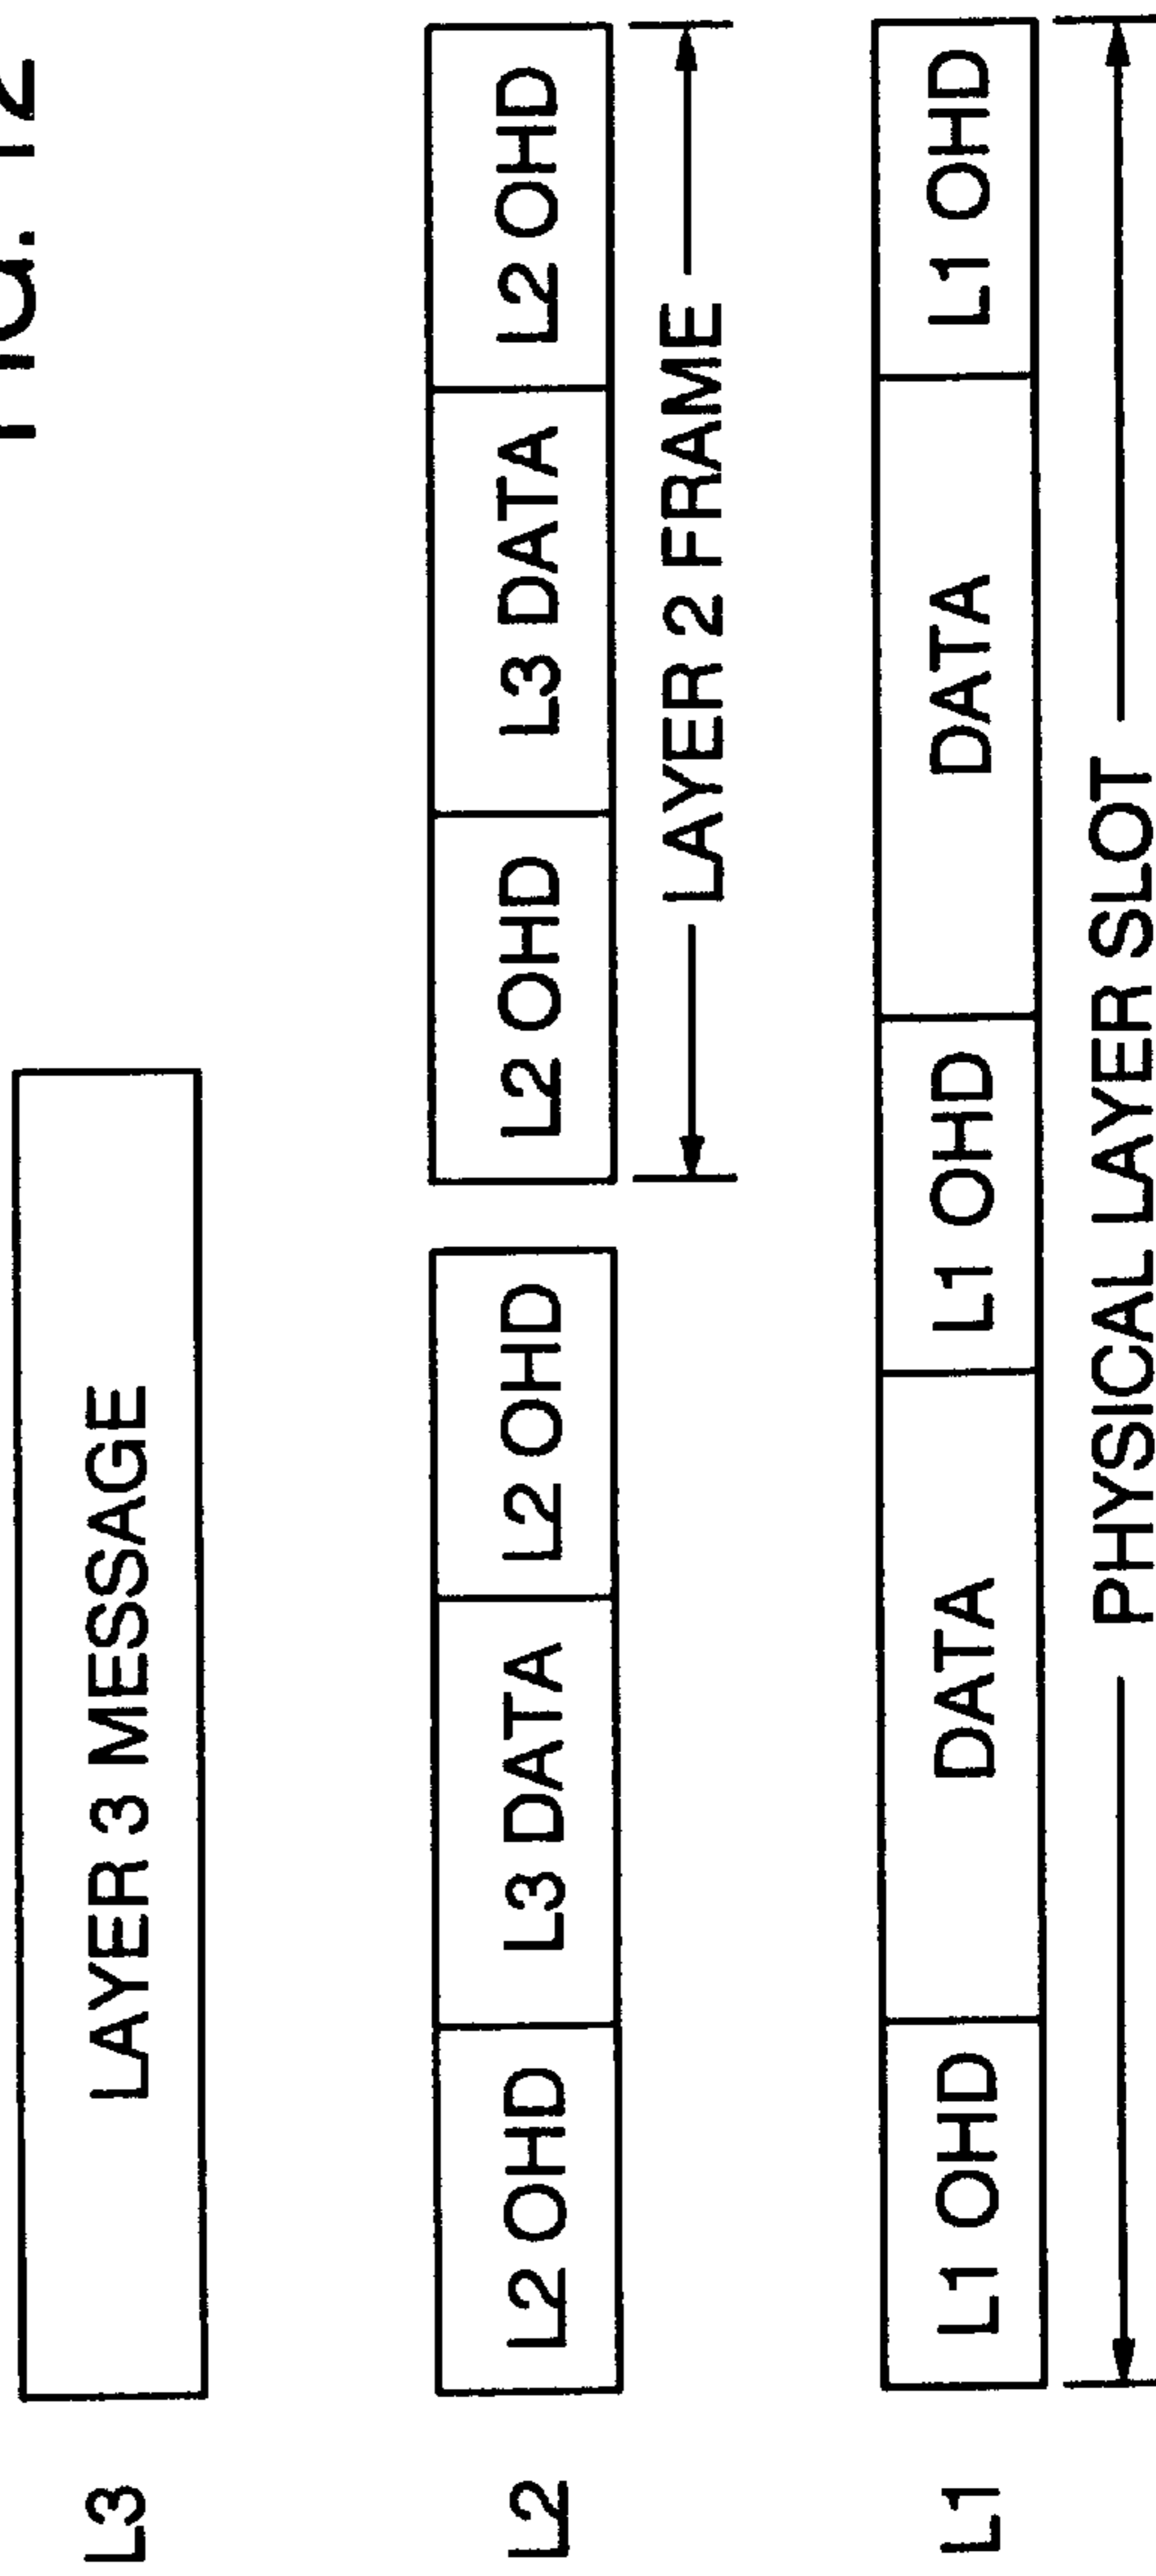 FIG. 12
L3 LAYER 3 MESSAGE
L2 L2 OHD L3 DATA L2 OHD L2 OHD L3 DATA L2 OHD
LAYER 2 FRAME
L1 L1 OHD DATA L1 OHD DATA L1 OHD
PHYSICAL LAYER SLOT